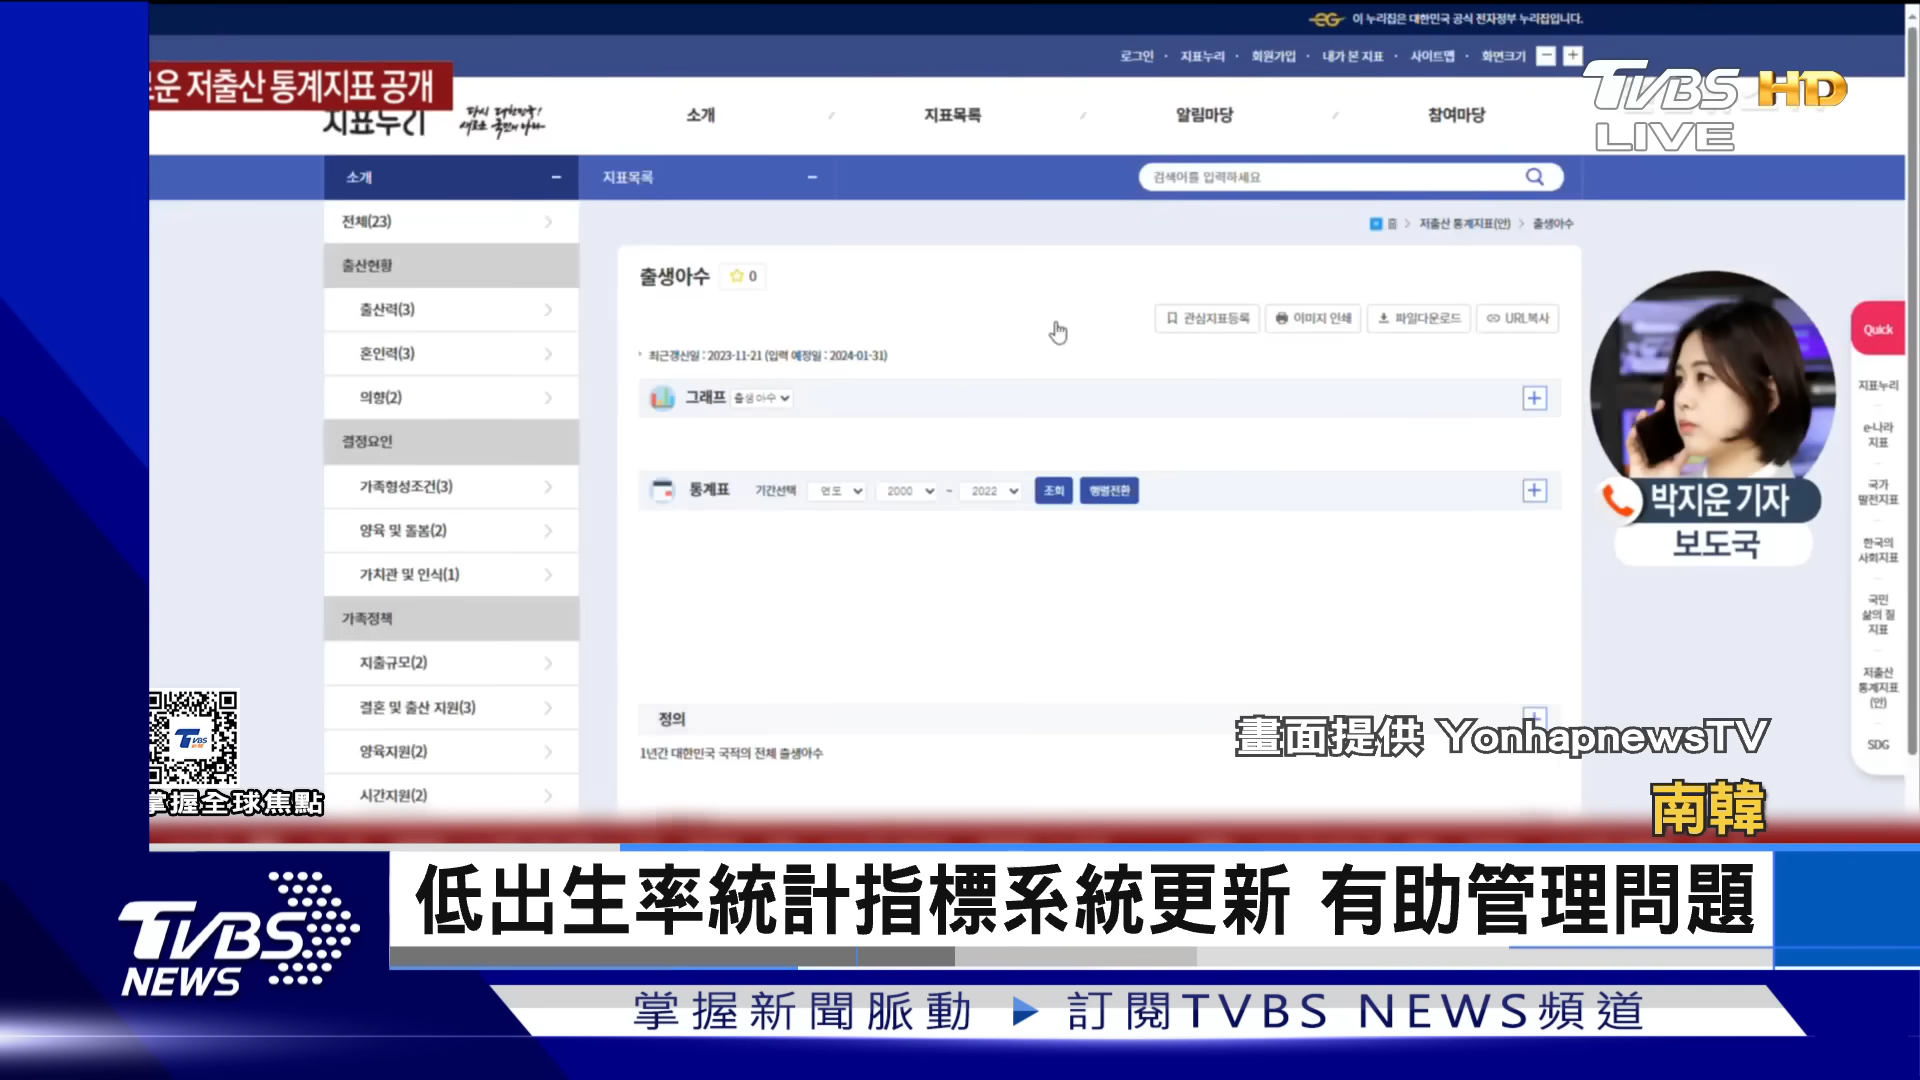 이 누리집은 대한민국 공식 전자정부 누리집입니다.
로그인 · 지표누리 · 회원가입 · 내가 본 지표 · 사이트맵 · 화면크기
운 저출산 통계지표 공개
TVBS HD
LIVE
지표누리
다시 대한민국!
새로운 국민의 나라
소개
지표목록
알림마당
참여마당
소개
지표목록
검색어를 입력하세요
홈 > 저출산 통계지표(안) > 출생아수
전체(23)
출산현황
출산력(3)
혼인력(3)
의향(2)
결정요인
가족형성조건(3)
양육 및 돌봄(2)
가치관 및 인식(1)
가족정책
지출규모(2)
결혼 및 출산 지원(3)
양육지원(2)
시간지원(2)
출생아수 0
관심지표등록
이미지 인쇄
파일다운로드
URL복사
최근갱신일 : 2023-11-21 (입력 예정일 : 2024-01-31)
그래프 출생아수
통계표 기간선택 연도 2000 ~ 2022 조회 행렬전환
정의
1년간 대한민국 국적의 전체 출생아수
박지운 기자
보도국
Quick
지표누리
e-나라
지표
국가
발전지표
한국의
사회지표
국민
삶의 질
지표
저출산
통계지표
(안)
SDG
TVBS
掌握全球焦點
畫面提供 YonhapnewsTV
南韓
低出生率統計指標系統更新 有助管理問題
TVBS
NEWS
掌握新聞脈動 ▶ 訂閱TVBS NEWS頻道